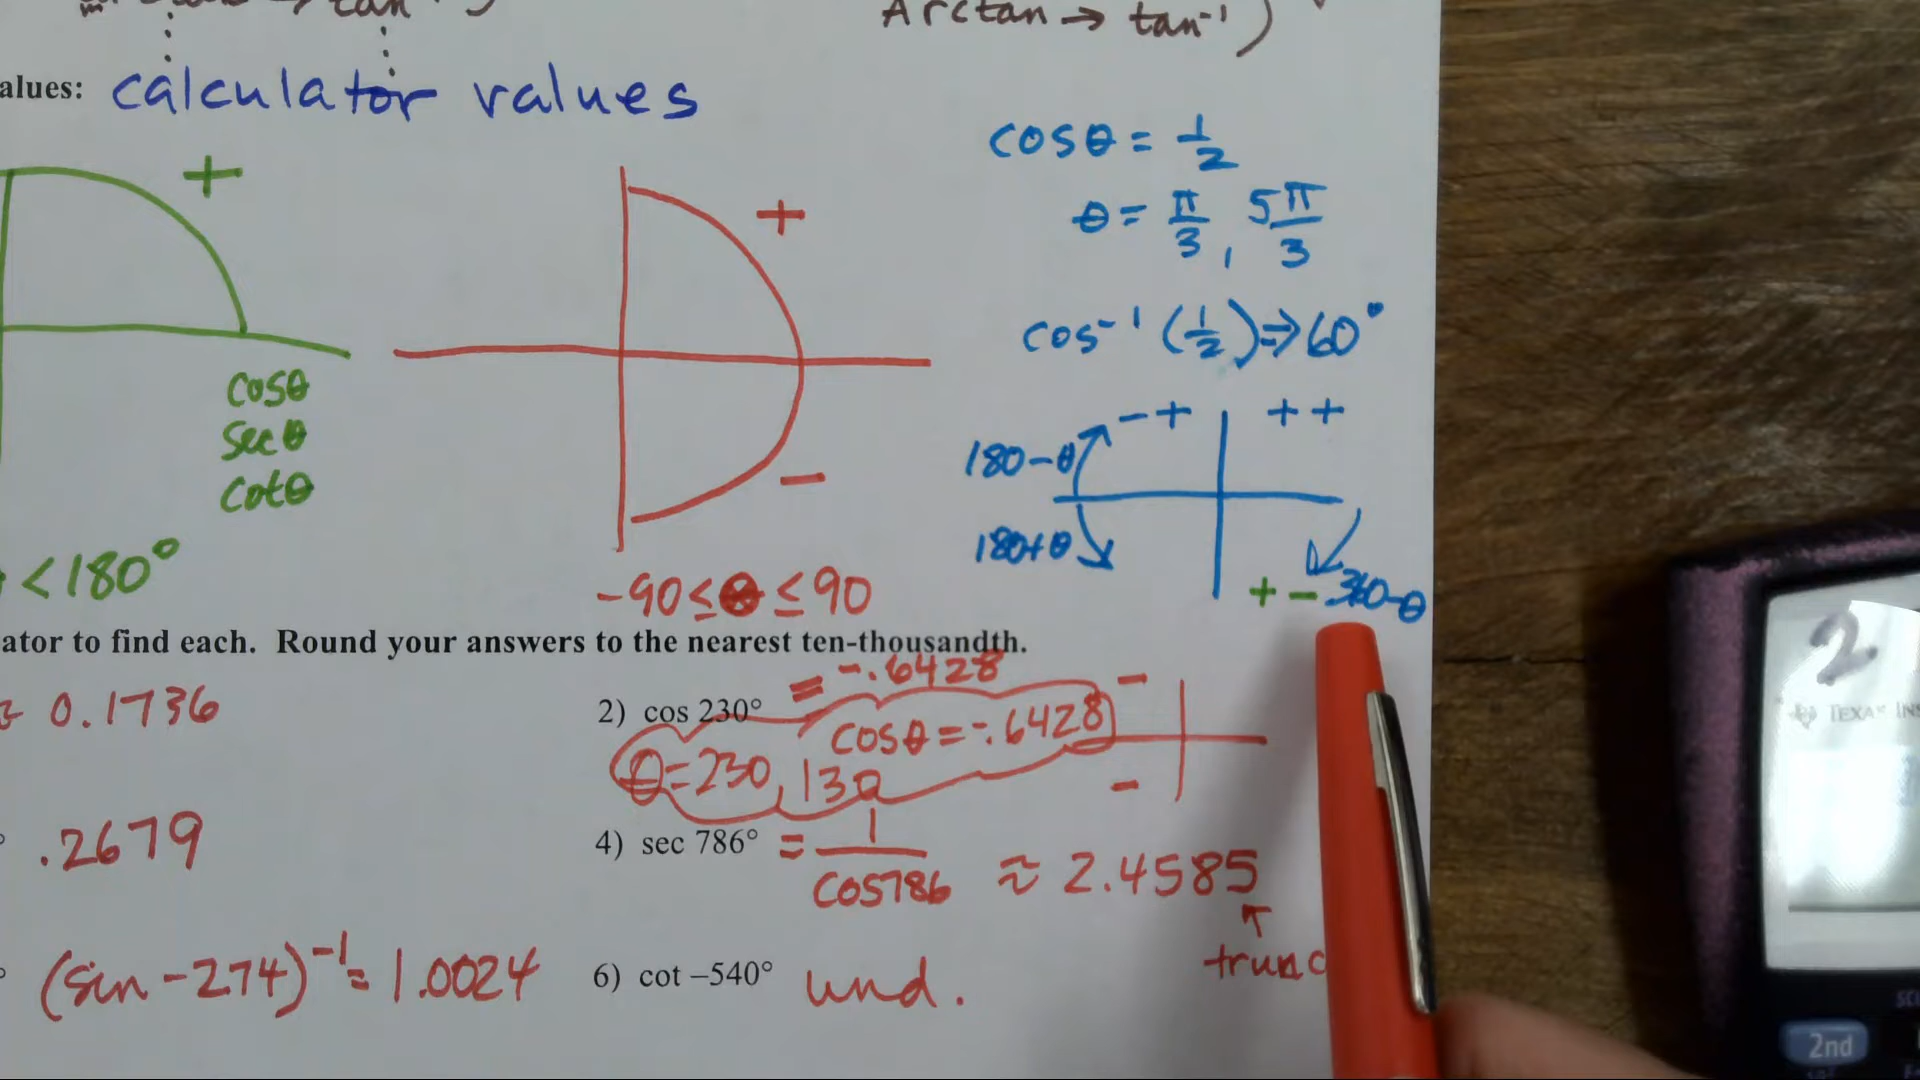 Arctan → tan⁻¹)
alues: calculator values
+
cosθ
secθ
cotθ
< 180°
+
−
-90 ≤ θ ≤ 90
cosθ = 1/2
θ = π/3, 5π/3
cos⁻¹ (1/2) ⇒ 60°
− + + +
180−θ
180+θ
+ − 360−θ
ator to find each. Round your answers to the nearest ten-thousandth.
≈ 0.1736
2) cos 230° = -.6428
cosθ = -.6428
θ = 230, 130
−
−
° .2679
4) sec 786° = 1/cos786 ≈ 2.4585
↑
trunc
° (sin -274)⁻¹ = 1.0024
6) cot –540° und.
2
TEXAS INS
2nd